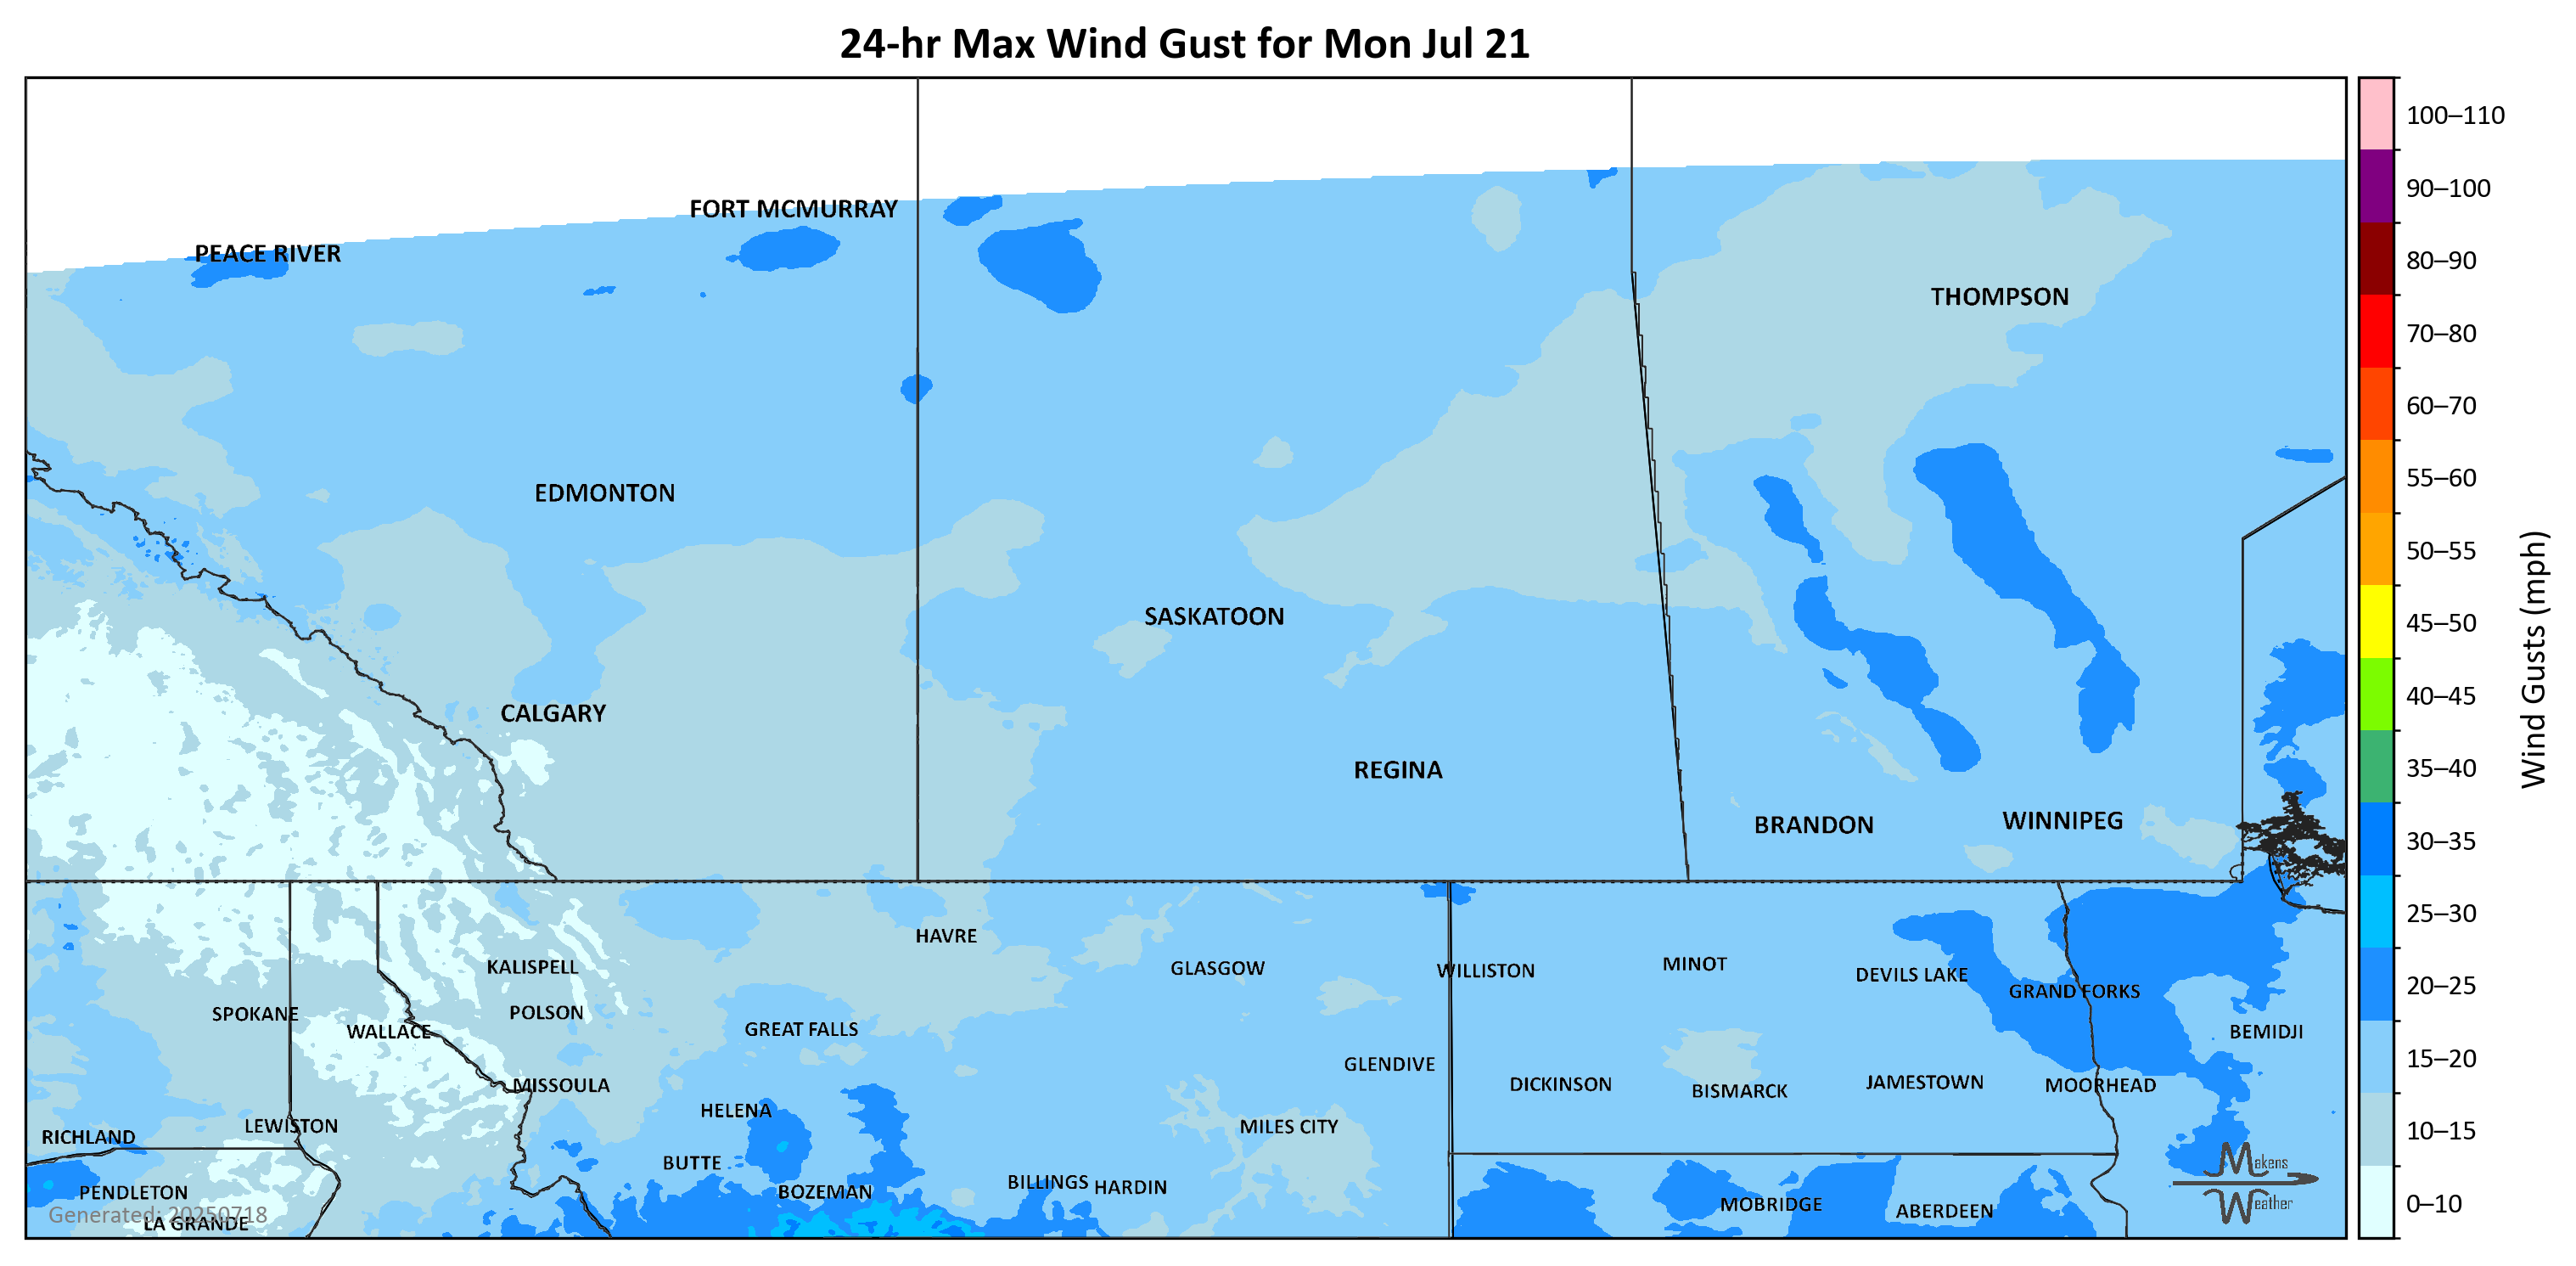 24-hr Max Wind Gust for Mon Jul 21
FORT MCMURRAY
PEACE RIVER
THOMPSON
EDMONTON
SASKATOON
CALGARY
REGINA
BRANDON
WINNIPEG
HAVRE
KALISPELL
GLASGOW
WILLISTON
MINOT
DEVILS LAKE
GRAND FORKS
SPOKANE
POLSON
WALLACE
GREAT FALLS
BEMIDJI
GLENDIVE
MISSOULA
DICKINSON
BISMARCK
JAMESTOWN
MOORHEAD
HELENA
LEWISTON
MILES CITY
RICHLAND
BUTTE
PENDLETON
BOZEMAN
BILLINGS
HARDIN
MOBRIDGE
ABERDEEN
Generated: 20250718
LA GRANDE
Makens
Weather
100–110
90–100
80–90
70–80
60–70
55–60
50–55
45–50
40–45
35–40
30–35
25–30
20–25
15–20
10–15
0–10
Wind Gusts (mph)